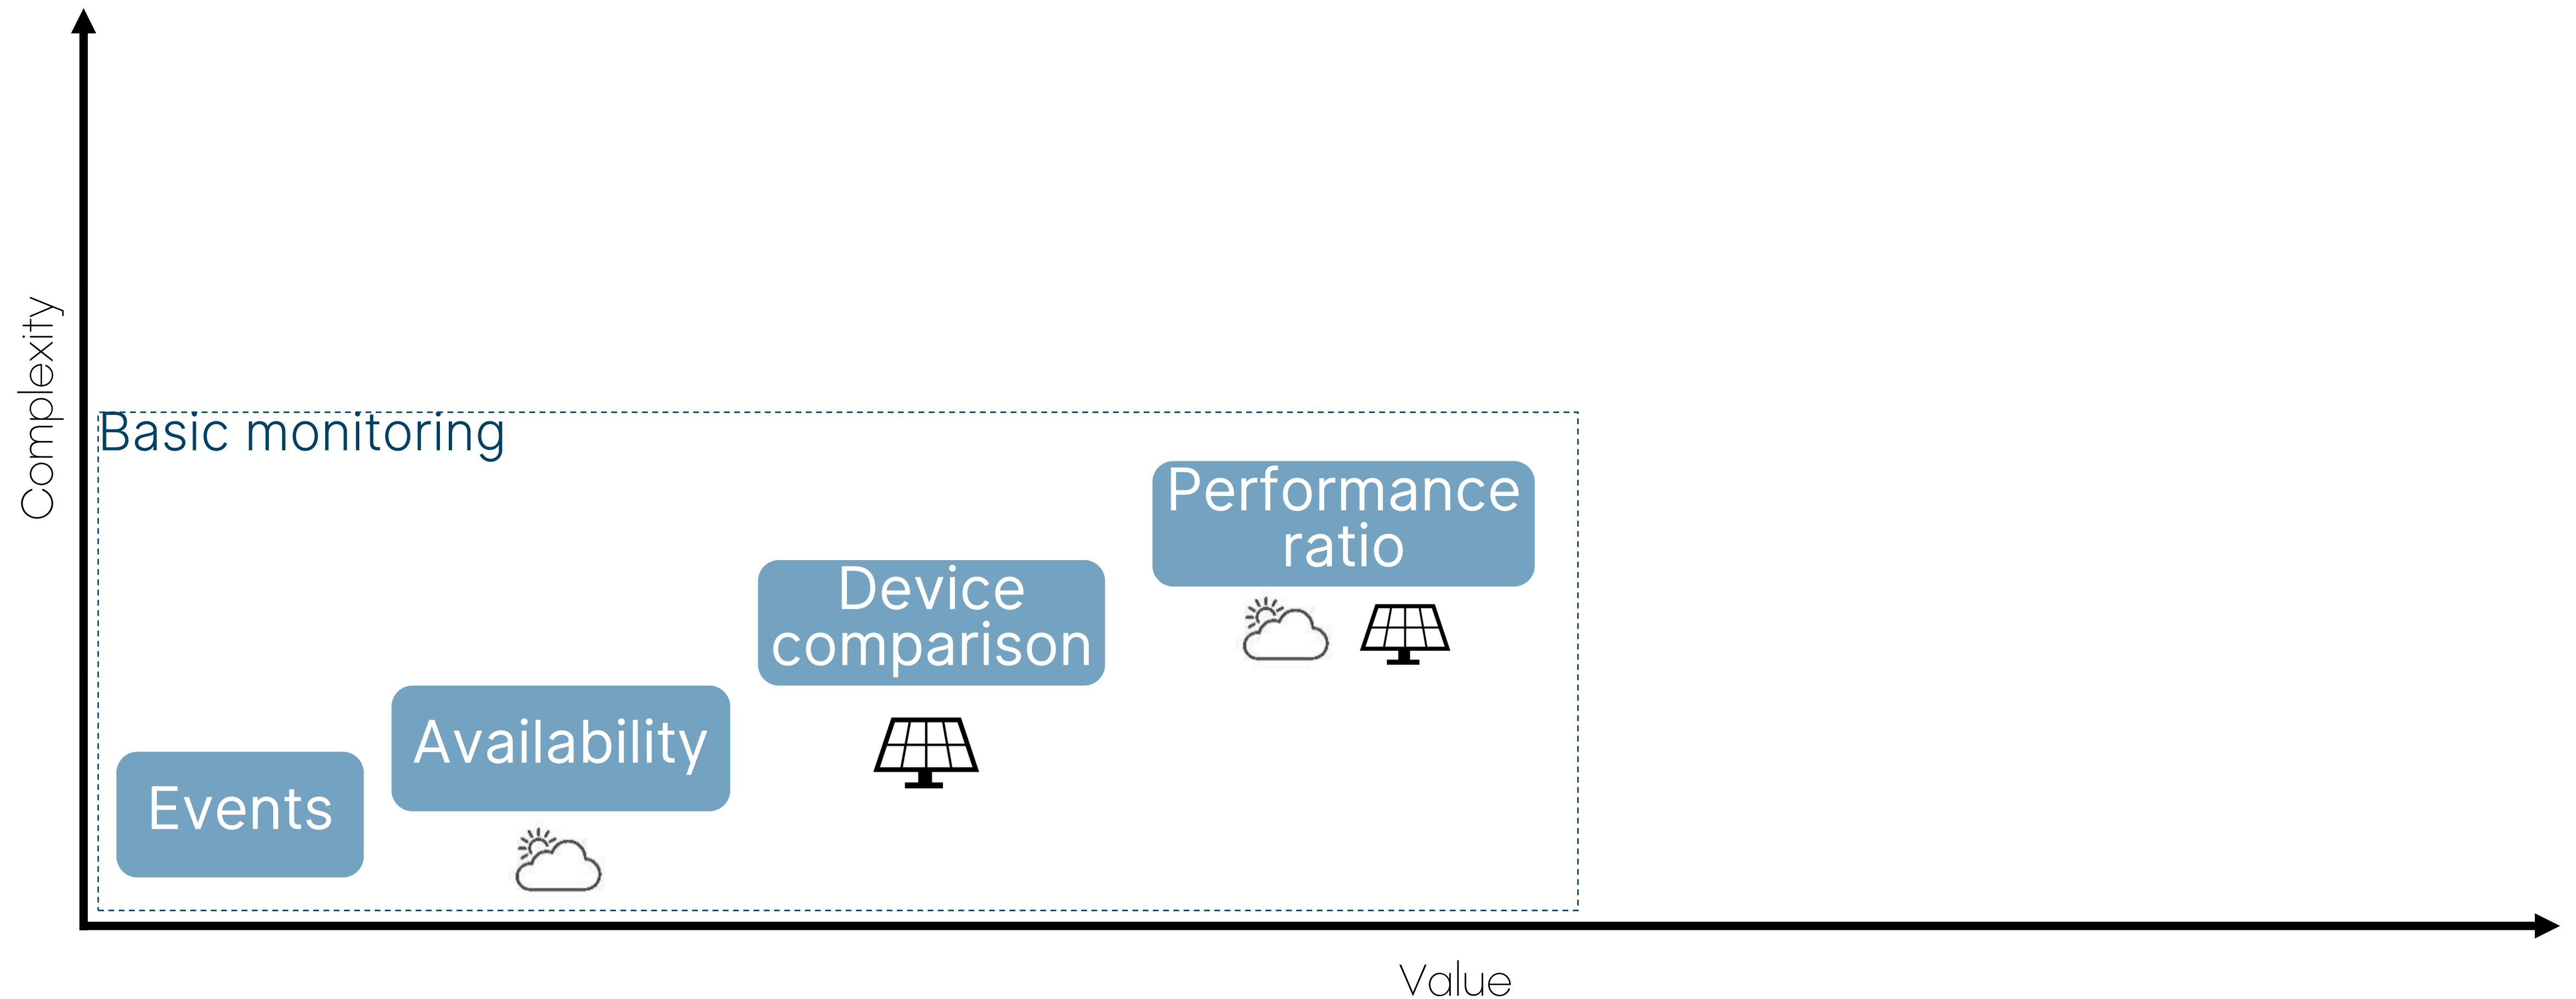 Complexity
Basic monitoring
Performance
ratio
Device
comparison
Availability
Events
Value